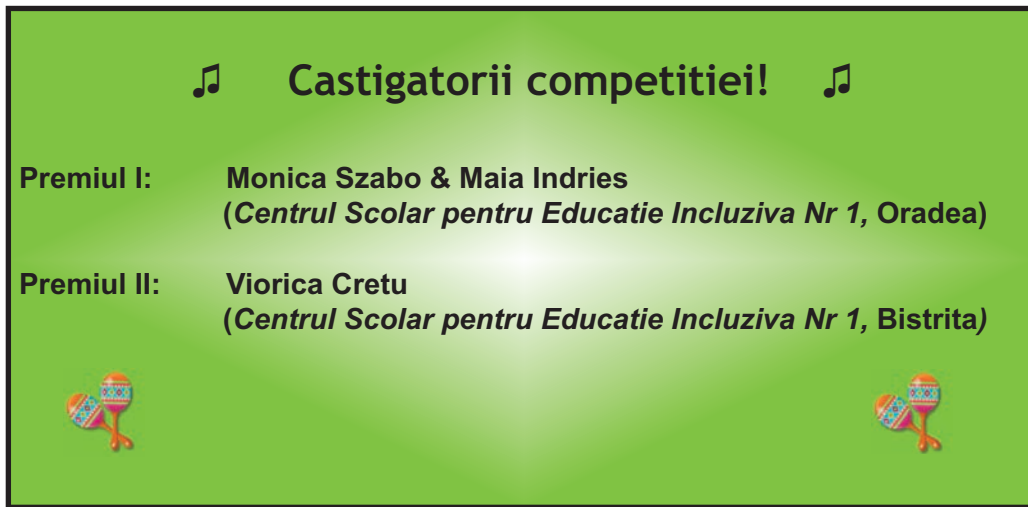 ♫ Castigatorii competitiei! ♫
Premiul I: Monica Szabo & Maia Indries
(Centrul Scolar pentru Educatie Incluziva Nr 1, Oradea)
Premiul II: Viorica Cretu
(Centrul Scolar pentru Educatie Incluziva Nr 1, Bistrita)